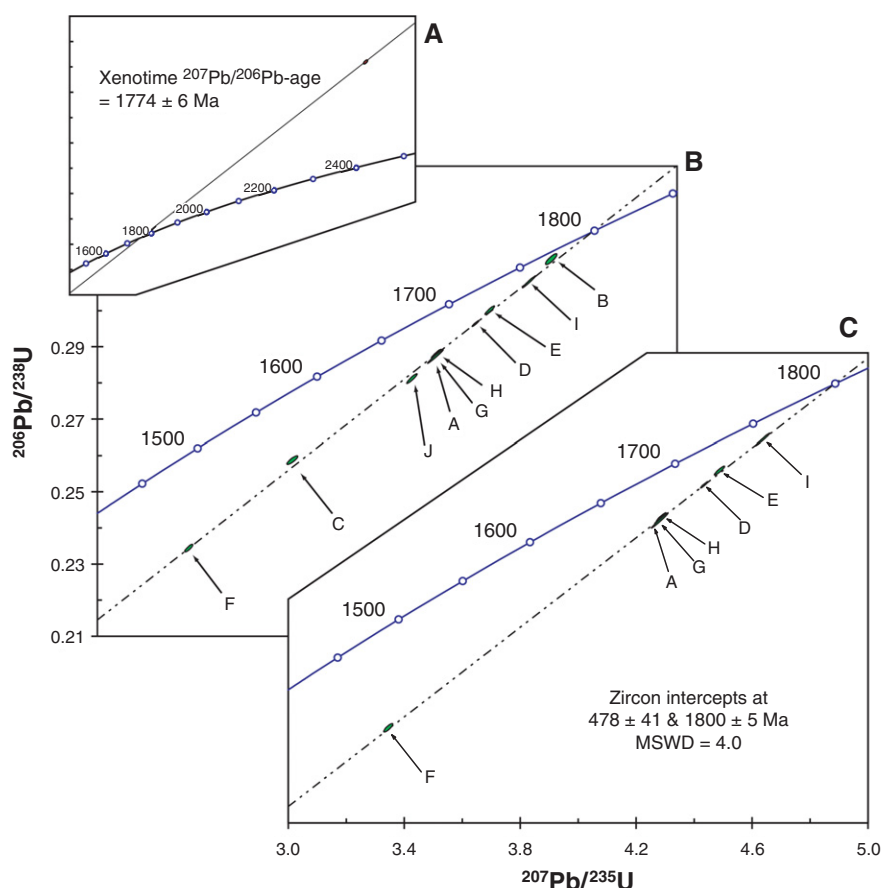 A
Xenotime ²⁰⁷Pb/²⁰⁶Pb-age
= 1774 ± 6 Ma
1600
1800
2000
2200
2400
B
1500
1600
1700
1800
B
I
E
D
H
G
A
J
C
F
0.29
0.27
0.25
0.23
0.21
²⁰⁶Pb/²³⁸U
C
1500
1600
1700
1800
I
E
D
H
G
A
F
Zircon intercepts at
478 ± 41 & 1800 ± 5 Ma
MSWD = 4.0
3.0 3.4 3.8 4.2 4.6 5.0
²⁰⁷Pb/²³⁵U